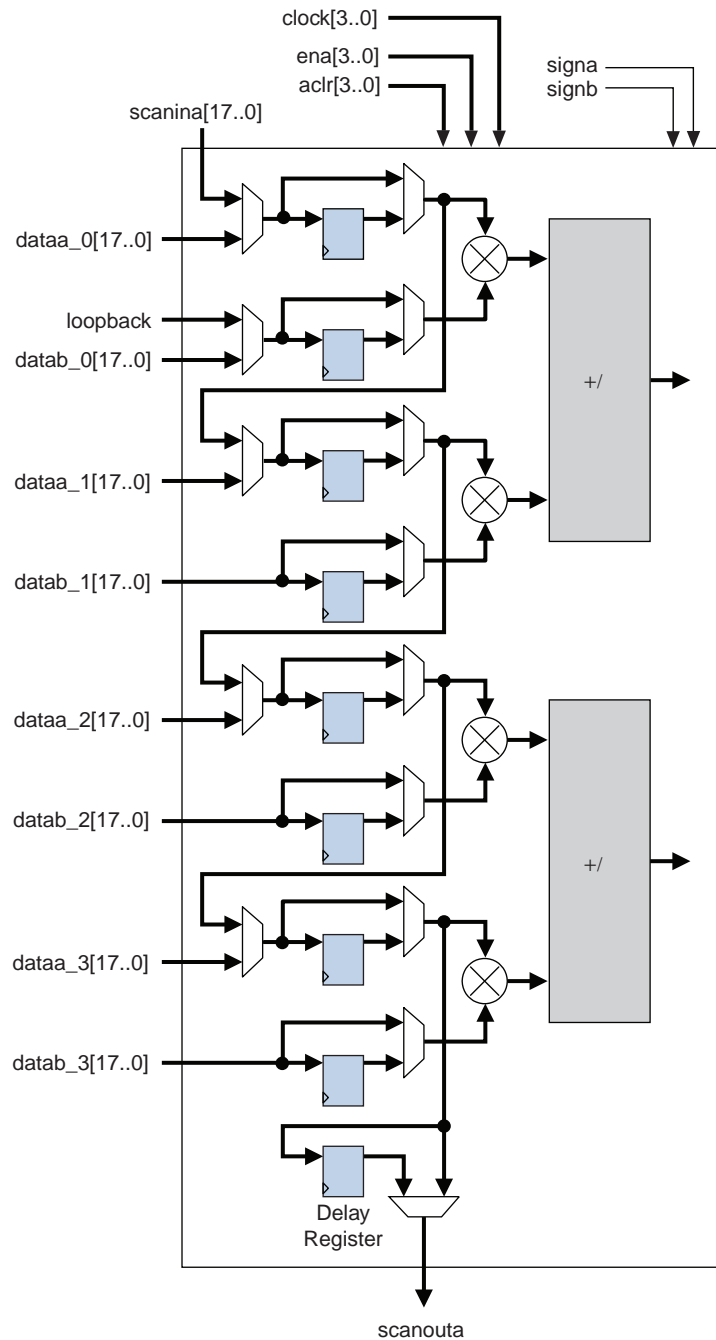 clock[3..0]
ena[3..0]
aclr[3..0]
signa
signb
scanina[17..0]
dataa_0[17..0]
loopback
datab_0[17..0]
+/
dataa_1[17..0]
datab_1[17..0]
dataa_2[17..0]
datab_2[17..0]
+/
dataa_3[17..0]
datab_3[17..0]
Delay
Register
scanouta